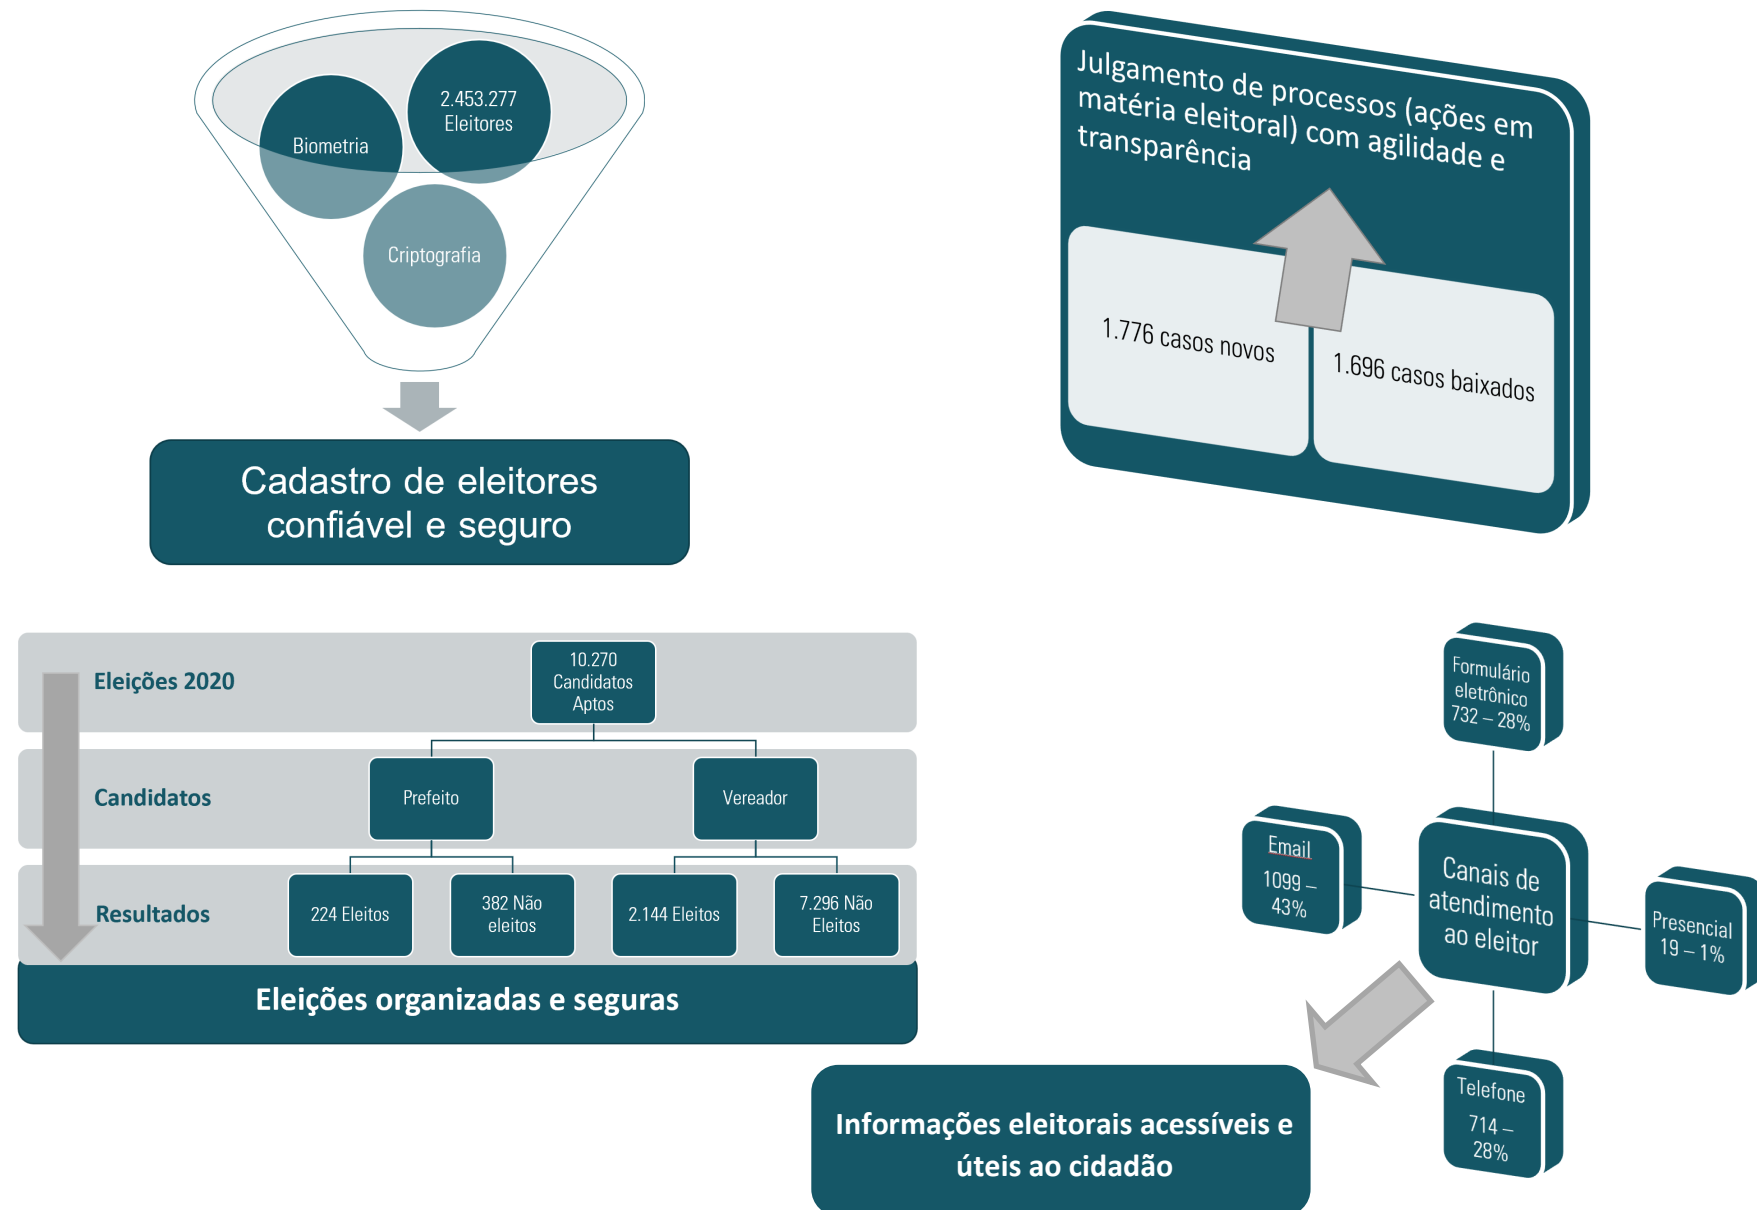 2.453.277
Eleitores
Biometria
Criptografia
Cadastro de eleitores
confiável e seguro
Julgamento de processos (ações em
matéria eleitoral) com agilidade e
transparência
1.776 casos novos
1.696 casos baixados
Eleições 2020
10.270
Candidatos
Aptos
Candidatos
Prefeito
Vereador
Resultados
224 Eleitos
382 Não
eleitos
2.144 Eleitos
7.296 Não
Eleitos
Eleições organizadas e seguras
Formulário
eletrônico
732 – 28%
Email
1099 –
43%
Canais de
atendimento
ao eleitor
Presencial
19 – 1%
Telefone
714 –
28%
Informações eleitorais acessíveis e
úteis ao cidadão